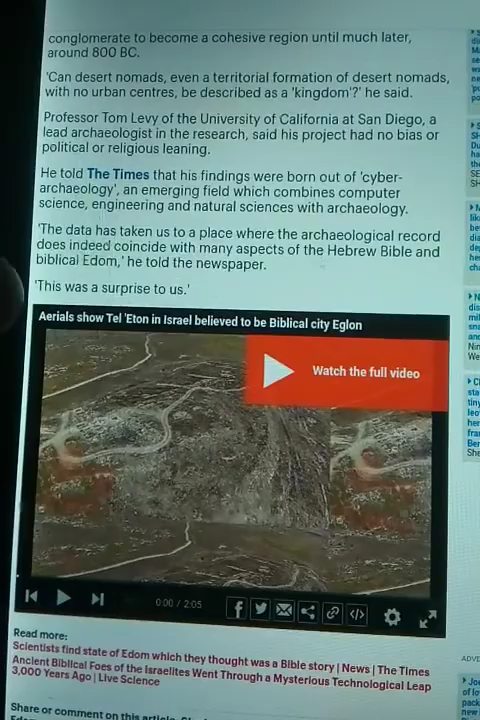 conglomerate to become a cohesive region until much later,
around 800 BC.
'Can desert nomads, even a territorial formation of desert nomads,
with no urban centres, be described as a 'kingdom'?' he said.
Professor Tom Levy of the University of California at San Diego, a
lead archaeologist in the research, said his project had no bias or
political or religious leaning.
He told The Times that his findings were born out of 'cyber-
archaeology', an emerging field which combines computer
science, engineering and natural sciences with archaeology.
'The data has taken us to a place where the archaeological record
does indeed coincide with many aspects of the Hebrew Bible and
biblical Edom,' he told the newspaper.
'This was a surprise to us.'
Aerials show Tel 'Eton in Israel believed to be Biblical city Eglon
Watch the full video
0:00 / 2:05
Read more:
Scientists find state of Edom which they thought was a Bible story | News | The Times
Ancient Biblical Foes of the Israelites Went Through a Mysterious Technological Leap
3,000 Years Ago | Live Science
Share or comment on this article: